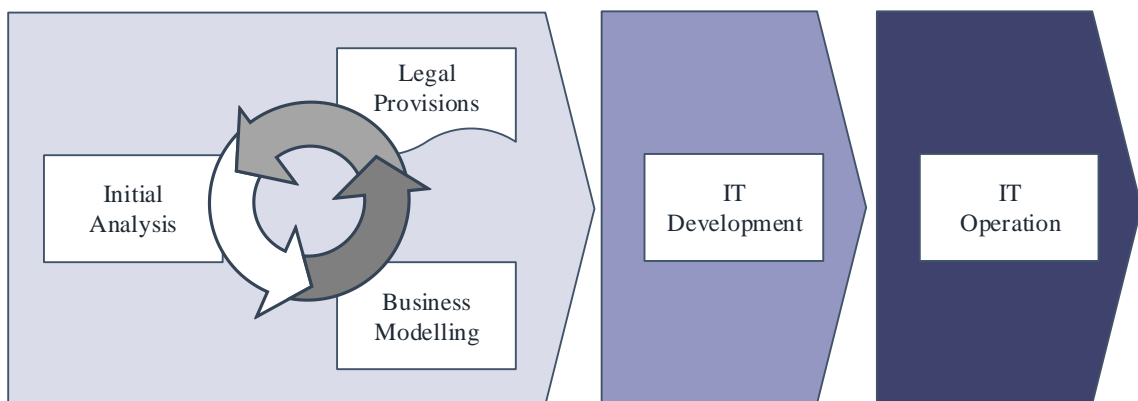 Legal
Provisions
Initial
Analysis
Business
Modelling
IT
Development
IT
Operation